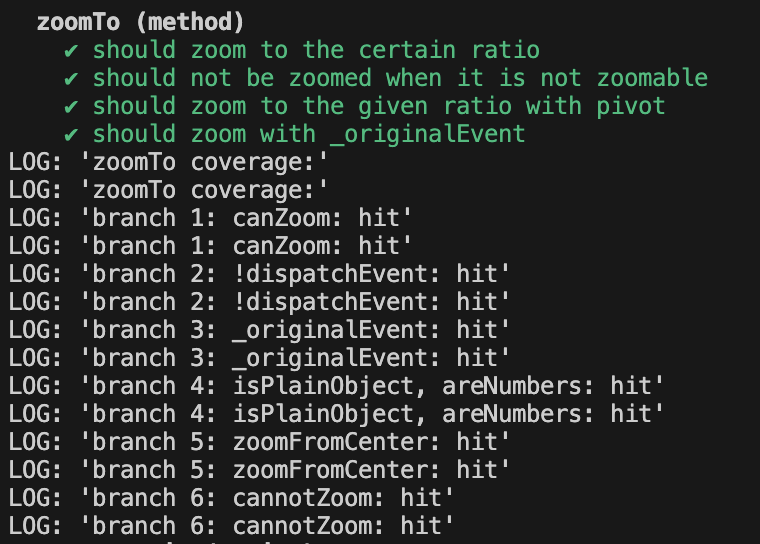 zoomTo (method)
✔ should zoom to the certain ratio
✔ should not be zoomed when it is not zoomable
✔ should zoom to the given ratio with pivot
✔ should zoom with _originalEvent
LOG: 'zoomTo coverage:'
LOG: 'zoomTo coverage:'
LOG: 'branch 1: canZoom: hit'
LOG: 'branch 1: canZoom: hit'
LOG: 'branch 2: !dispatchEvent: hit'
LOG: 'branch 2: !dispatchEvent: hit'
LOG: 'branch 3: _originalEvent: hit'
LOG: 'branch 3: _originalEvent: hit'
LOG: 'branch 4: isPlainObject, areNumbers: hit'
LOG: 'branch 4: isPlainObject, areNumbers: hit'
LOG: 'branch 5: zoomFromCenter: hit'
LOG: 'branch 5: zoomFromCenter: hit'
LOG: 'branch 6: cannotZoom: hit'
LOG: 'branch 6: cannotZoom: hit'